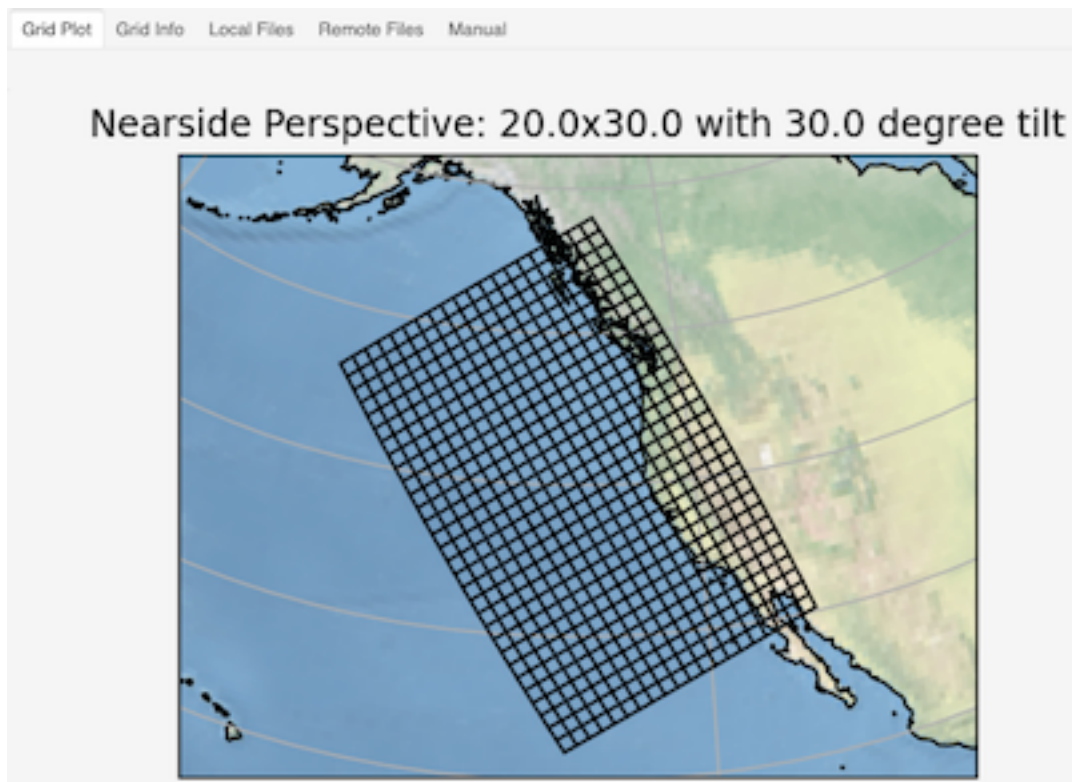 Grid Plot Grid Info Local Files Remote Files Manual
Nearside Perspective: 20.0x30.0 with 30.0 degree tilt